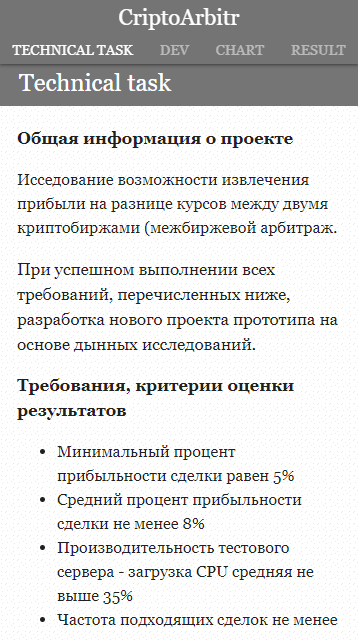 CriptoArbitr
TECHNICAL TASK DEV CHART RESULT
Technical task
Общая информация о проекте
Исседование возможности извлечения
прибыли на разнице курсов между двумя
криптобиржами (межбиржевой арбитраж.
При успешном выполнении всех
требований, перечисленных ниже,
разработка нового проекта прототипа на
основе дынных исследований.
Требования, критерии оценки
результатов
• Минимальный процент
прибыльности сделки равен 5%
• Средний процент прибыльности
сделки не менее 8%
• Производительность тестового
сервера - загрузка CPU средняя не
выше 35%
• Частота подходящих сделок не менее